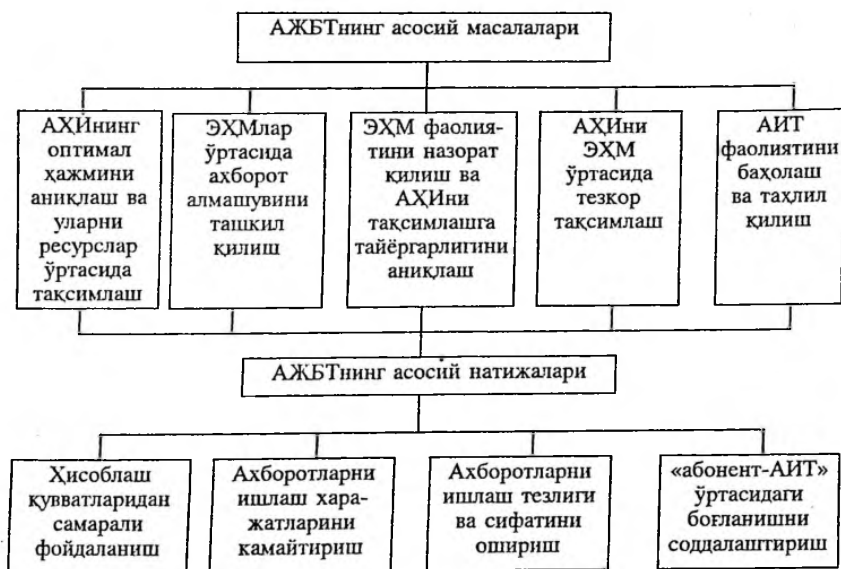 АЖБТнинг асосий масалалари
АҲИнинг
оптимал
ҳажмини
аниқлаш ва
уларни
ресурслар
ўртасида
тақсимлаш
ЭҲМлар
ўртасида
ахборот
алмашувини
ташкил
қилиш
ЭҲМ фаолия-
тини назорат
қилиш ва
АҲИни
тақсимлашга
тайёргарлигини
аниқлаш
АҲИни
ЭҲМ
ўртасида
тезкор
тақсимлаш
АИТ
фаолиятини
баҳолаш
ва таҳлил
қилиш
АЖБТнинг асосий натижалари
Ҳисоблаш
қувватларидан
самарали
фойдаланиш
Ахборотларни
ишлаш хара-
жатларини
камайтириш
Ахборотларни
ишлаш тезлиги
ва сифатини
ошириш
«абонент-АИТ»
ўртасидаги
боғланишни
соддалаштириш